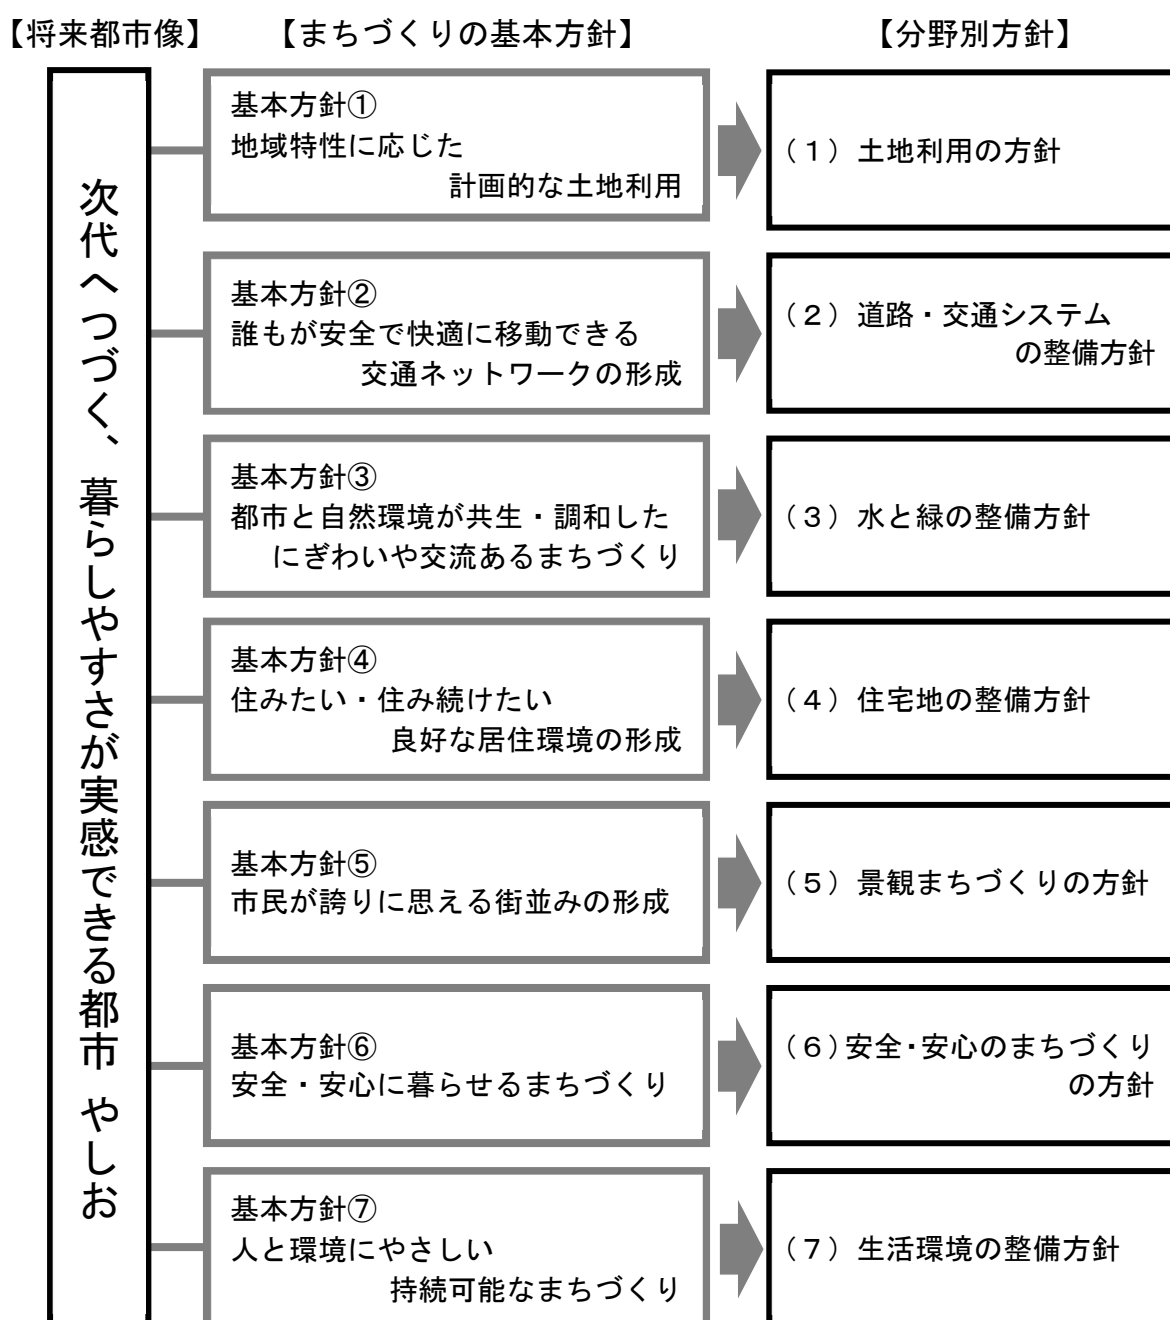 【将来都市像】
【まちづくりの基本方針】
【分野別方針】
次代へつづく、暮らしやすさが実感できる都市 やしお
基本方針①
地域特性に応じた
計画的な土地利用
（１）土地利用の方針
基本方針②
誰もが安全で快適に移動できる
交通ネットワークの形成
（２）道路・交通システム
の整備方針
基本方針③
都市と自然環境が共生・調和した
にぎわいや交流あるまちづくり
（３）水と緑の整備方針
基本方針④
住みたい・住み続けたい
良好な居住環境の形成
（４）住宅地の整備方針
基本方針⑤
市民が誇りに思える街並みの形成
（５）景観まちづくりの方針
基本方針⑥
安全・安心に暮らせるまちづくり
（６）安全・安心のまちづくり
の方針
基本方針⑦
人と環境にやさしい
持続可能なまちづくり
（７）生活環境の整備方針